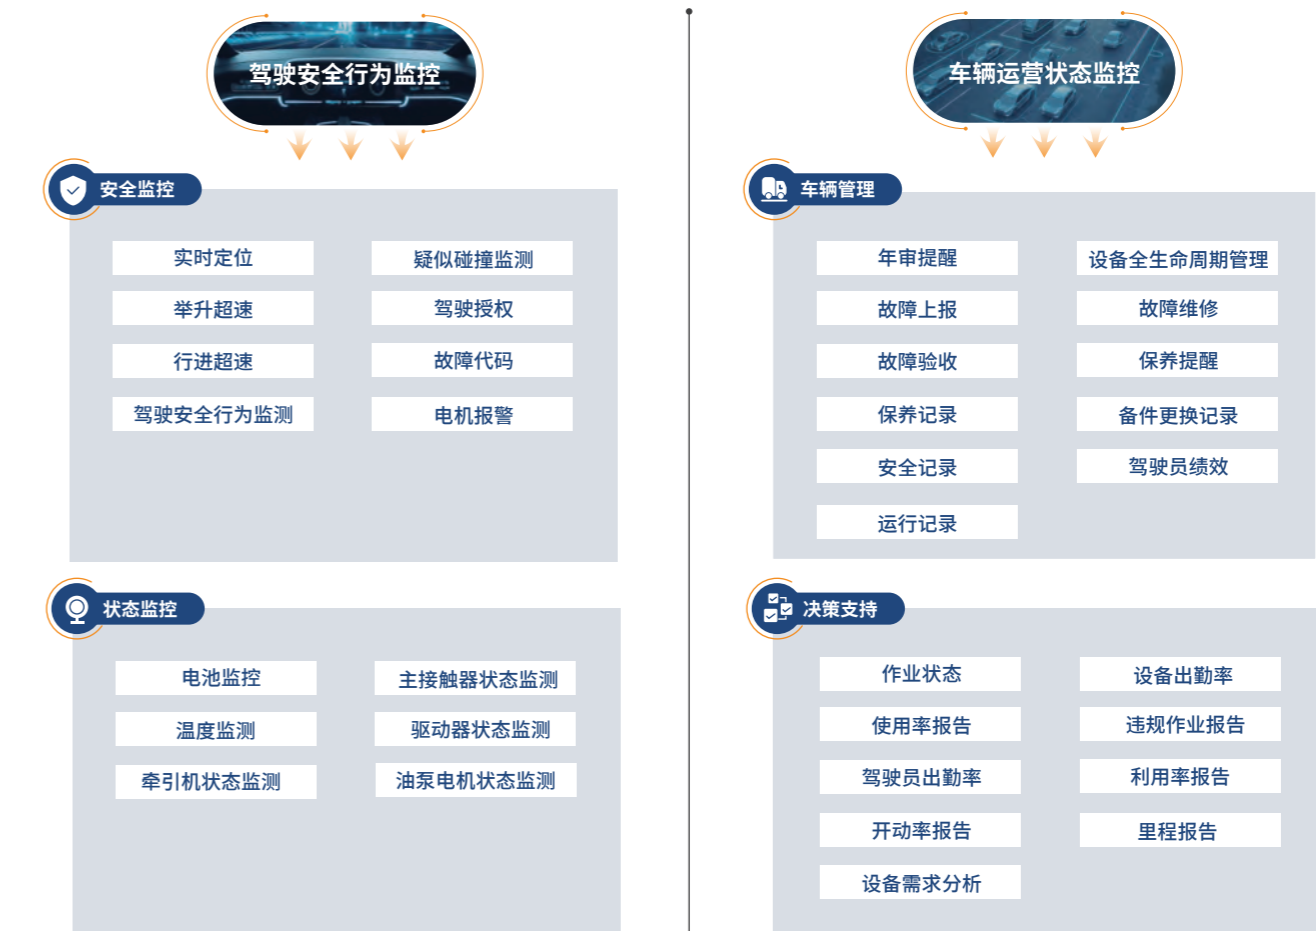 驾驶安全行为监控
安全监控
实时定位
疑似碰撞监测
举升超速
驾驶授权
行进超速
故障代码
驾驶安全行为监测
电机报警
状态监控
电池监控
主接触器状态监测
温度监测
驱动器状态监测
牵引机状态监测
油泵电机状态监测
车辆运营状态监控
车辆管理
年审提醒
设备全生命周期管理
故障上报
故障维修
故障验收
保养提醒
保养记录
备件更换记录
安全记录
驾驶员绩效
运行记录
决策支持
作业状态
设备出勤率
使用率报告
违规作业报告
驾驶员出勤率
利用率报告
开动率报告
里程报告
设备需求分析